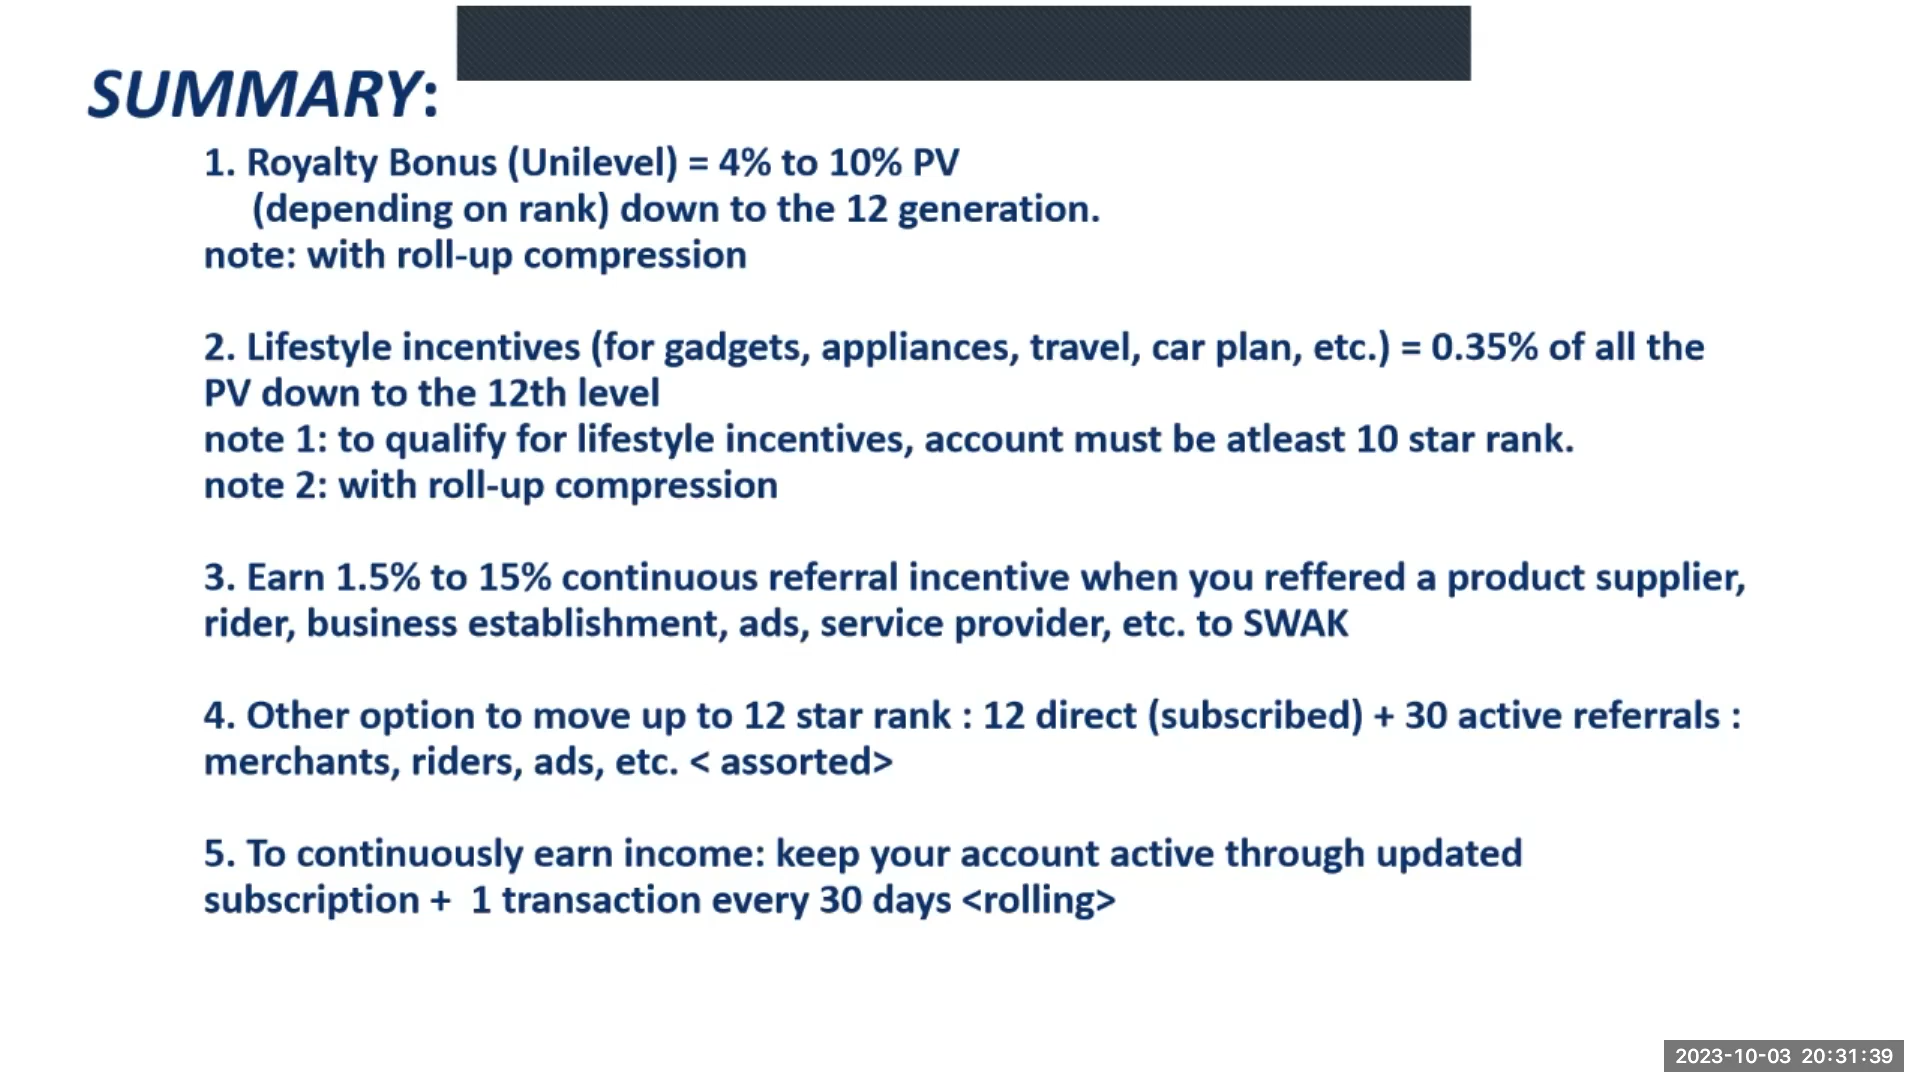 SUMMARY:
1. Royalty Bonus (Unilevel) = 4% to 10% PV
(depending on rank) down to the 12 generation.
note: with roll-up compression
2. Lifestyle incentives (for gadgets, appliances, travel, car plan, etc.) = 0.35% of all the
PV down to the 12th level
note 1: to qualify for lifestyle incentives, account must be atleast 10 star rank.
note 2: with roll-up compression
3. Earn 1.5% to 15% continuous referral incentive when you reffered a product supplier,
rider, business establishment, ads, service provider, etc. to SWAK
4. Other option to move up to 12 star rank : 12 direct (subscribed) + 30 active referrals :
merchants, riders, ads, etc. < assorted>
5. To continuously earn income: keep your account active through updated
subscription +  1 transaction every 30 days <rolling>
2023-10-03 20:31:39